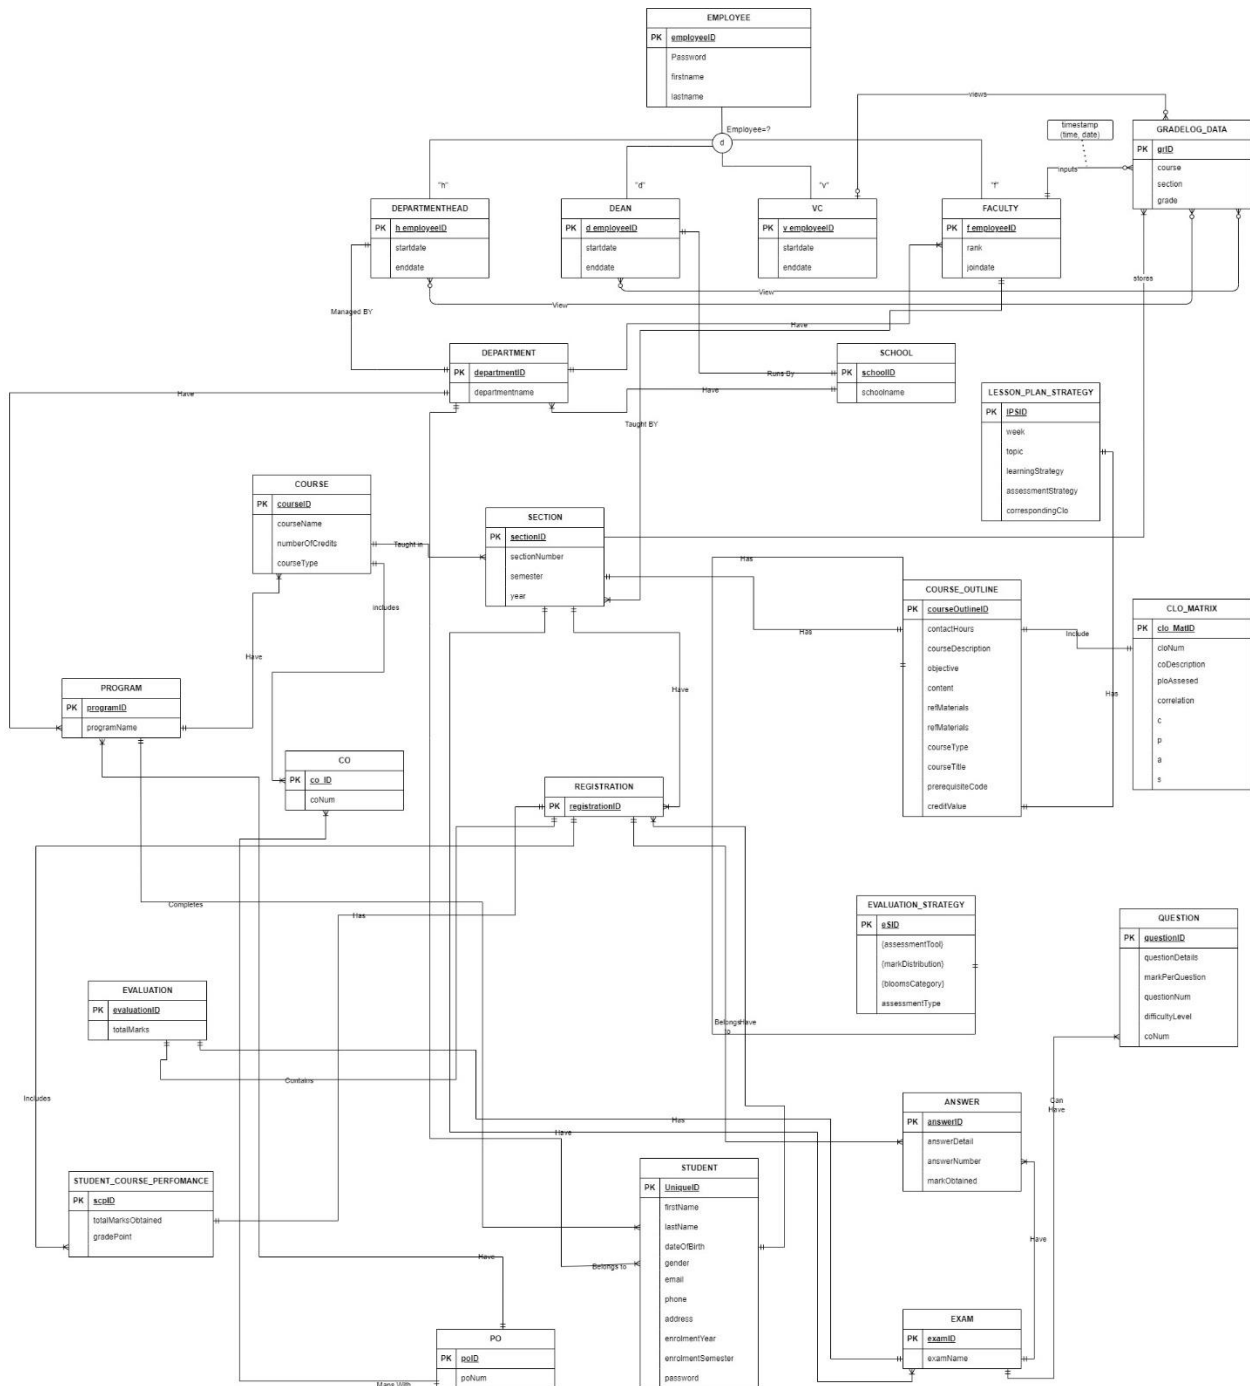 EMPLOYEE
PK employeeID
Password
firstname
lastname
Employee=?
d
"h"
"d"
"v"
"f"
views
timestamp
(time, date)
inputs
GRADELOG_DATA
PK grID
course
section
grade
DEPARTMENTHEAD
PK h employeeID
startdate
enddate
DEAN
PK d employeeID
startdate
enddate
VC
PK v employeeID
startdate
enddate
FACULTY
PK f employeeID
rank
joindate
stores
View
View
Managed BY
Have
DEPARTMENT
PK departmentID
departmentname
SCHOOL
PK schoolID
schoolname
Runs By
Have
Have
Taught BY
LESSON_PLAN_STRATEGY
PK lPSID
week
topic
learningStrategy
assessmentStrategy
correspondingClo
COURSE
PK courseID
courseName
numberOfCredits
courseType
Taught in
includes
SECTION
PK sectionID
sectionNumber
semester
year
Has
Has
COURSE_OUTLINE
PK courseOutlineID
contactHours
courseDescription
objective
content
refMaterials
refMaterials
courseType
courseTitle
prerequisiteCode
creditValue
Include
Has
CLO_MATRIX
PK clo_MatID
cloNum
coDescription
ploAssesed
correlation
c
p
a
s
Have
Have
PROGRAM
PK programID
programName
CO
PK co_ID
coNum
REGISTRATION
PK registrationID
Completes
Has
EVALUATION_STRATEGY
PK eSID
{assessmentTool}
{markDistribution}
{bloomsCategory}
assessmentType
QUESTION
PK questionID
questionDetails
markPerQuestion
questionNum
difficultyLevel
coNum
EVALUATION
PK evaluationID
totalMarks
Belongs
to
Have
Contains
Includes
Has
Have
Can
Have
ANSWER
PK answerID
answerDetail
answerNumber
markObtained
STUDENT_COURSE_PERFOMANCE
PK scpID
totalMarksObtained
gradePoint
STUDENT
PK UniqueID
firstName
lastName
dateOfBirth
gender
email
phone
address
enrolmentYear
enrolmentSemester
password
Have
Belongs to
Have
EXAM
PK examID
examName
PO
PK poID
poNum
Maps With